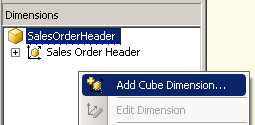 Dimensions
SalesOrderHeader
Sales Order Header
Add Cube Dimension...
Edit Dimension